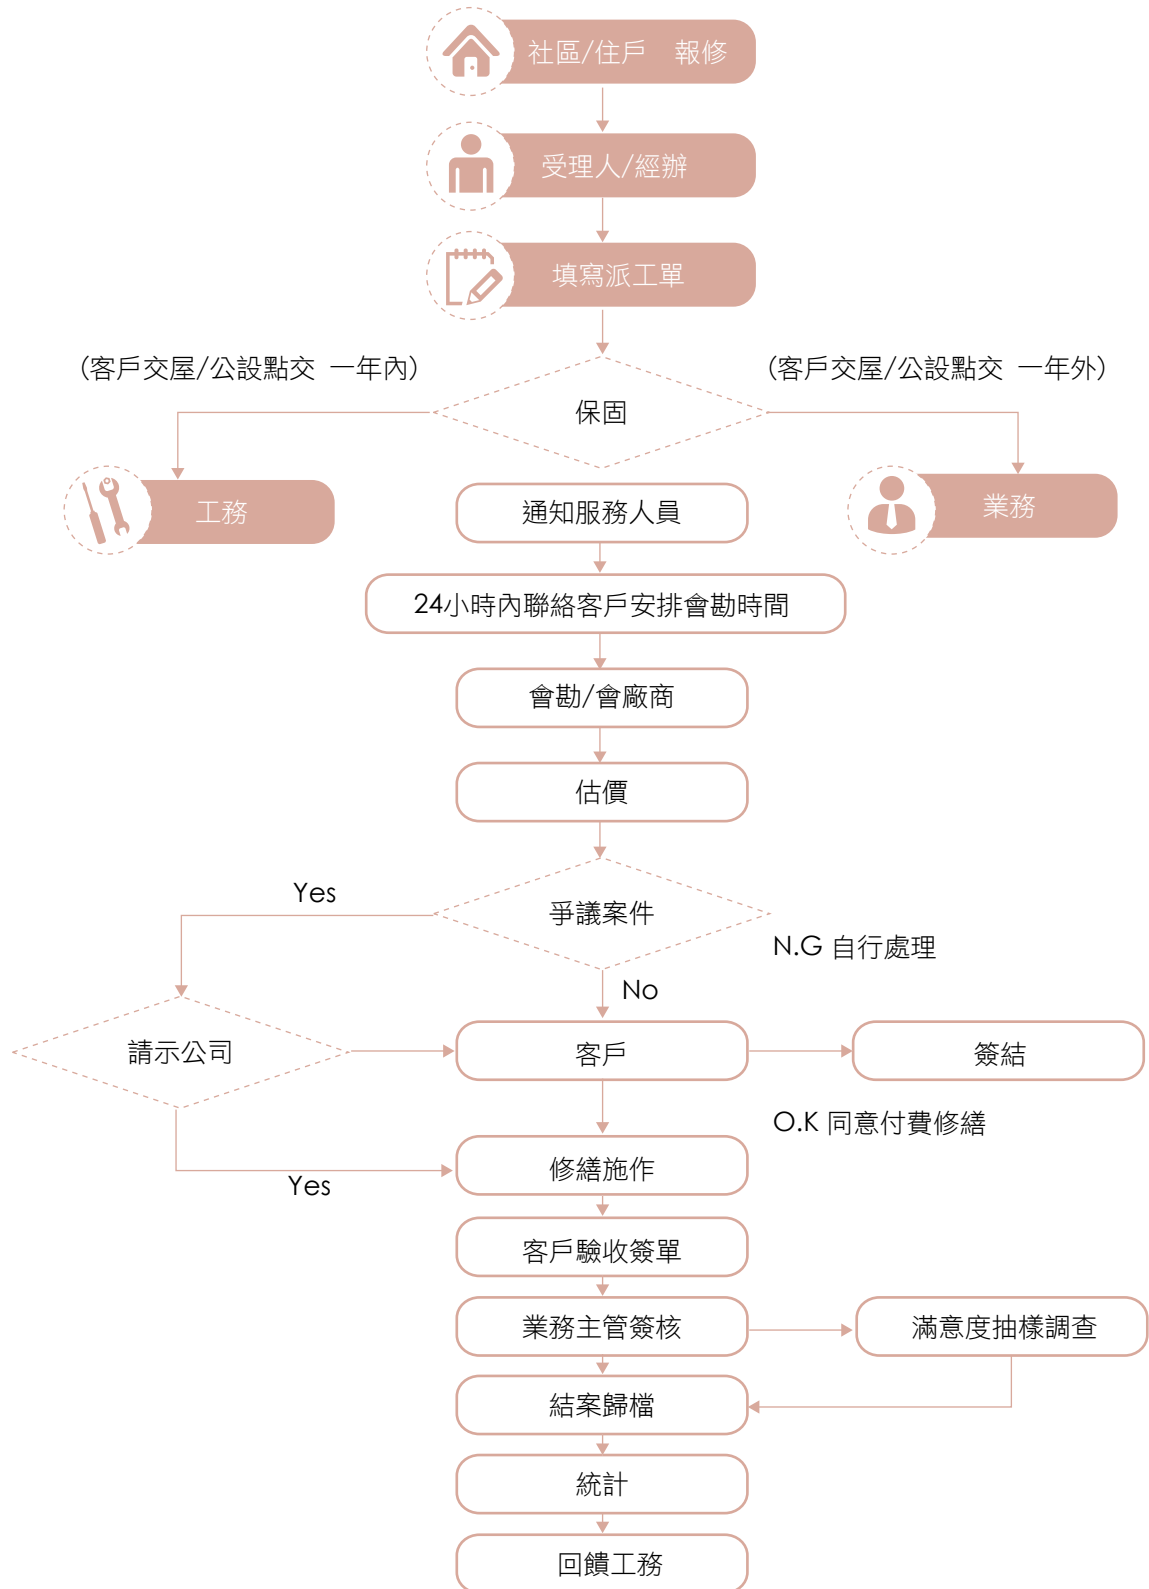 社區/住戶　報修
受理人/經辦
填寫派工單
(客戶交屋/公設點交 一年內)
(客戶交屋/公設點交 一年外)
保固
工務
通知服務人員
業務
24小時內聯絡客戶安排會勘時間
會勘/會廠商
估價
Yes
爭議案件
N.G 自行處理
No
請示公司
客戶
簽結
O.K 同意付費修繕
修繕施作
Yes
客戶驗收簽單
業務主管簽核
滿意度抽樣調查
結案歸檔
統計
回饋工務